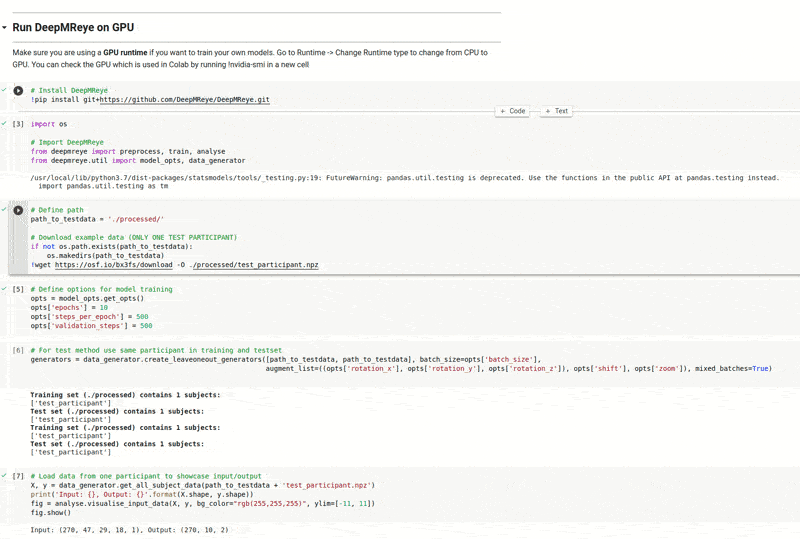 Run DeepMReye on GPU
Make sure you are using a GPU runtime if you want to train your own models. Go to Runtime -> Change Runtime type to change from CPU to
GPU. You can check the GPU which is used in Colab by running !nvidia-smi in a new cell
# Install DeepMReye
!pip install git+https://github.com/DeepMReye/DeepMReye.git
+ Code + Text
[3] import os
# Import DeepMReye
from deepmreye import preprocess, train, analyse
from deepmreye.util import model_opts, data_generator
/usr/local/lib/python3.7/dist-packages/statsmodels/tools/_testing.py:19: FutureWarning: pandas.util.testing is deprecated. Use the functions in the public API at pandas.testing instead.
import pandas.util.testing as tm
# Define path
path_to_testdata = './processed/'
# Download example data (ONLY ONE TEST PARTICIPANT)
if not os.path.exists(path_to_testdata):
os.makedirs(path_to_testdata)
!wget https://osf.io/bx3fs/download -O ./processed/test_participant.npz
[5] # Define options for model training
opts = model_opts.get_opts()
opts['epochs'] = 10
opts['steps_per_epoch'] = 500
opts['validation_steps'] = 500
[6] # For test method use same participant in training and testset
generators = data_generator.create_leaveoneout_generators([path_to_testdata, path_to_testdata], batch_size=opts['batch_size'],
augment_list=((opts['rotation_x'], opts['rotation_y'], opts['rotation_z']), opts['shift'], opts['zoom']), mixed_batches=True)
Training set (./processed) contains 1 subjects:
['test_participant']
Test set (./processed) contains 1 subjects:
['test_participant']
Training set (./processed) contains 1 subjects:
['test_participant']
Test set (./processed) contains 1 subjects:
['test_participant']
[7] # Load data from one participant to showcase input/output
X, y = data_generator.get_all_subject_data(path_to_testdata + 'test_participant.npz')
print('Input: {}, Output: {}'.format(X.shape, y.shape))
fig = analyse.visualise_input_data(X, y, bg_color="rgb(255,255,255)", ylim=[-11, 11])
fig.show()
Input: (270, 47, 29, 18, 1), Output: (270, 10, 2)